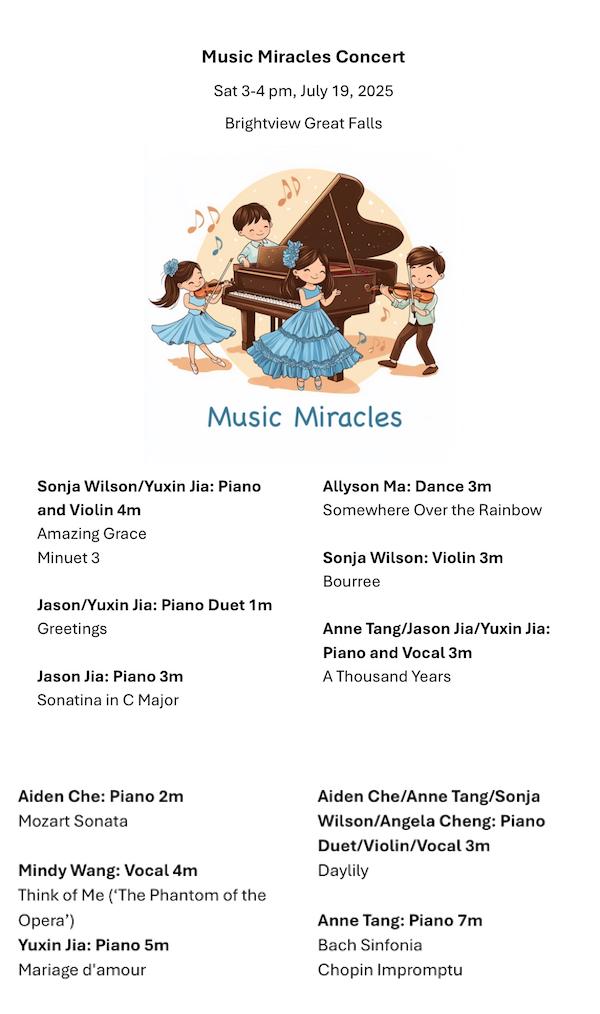 Music Miracles Concert
Sat 3-4 pm, July 19, 2025
Brightview Great Falls
Music Miracles
Sonja Wilson/Yuxin Jia: Piano
and Violin 4m
Amazing Grace
Minuet 3
Jason/Yuxin Jia: Piano Duet 1m
Greetings
Jason Jia: Piano 3m
Sonatina in C Major
Allyson Ma: Dance 3m
Somewhere Over the Rainbow
Sonja Wilson: Violin 3m
Bourree
Anne Tang/Jason Jia/Yuxin Jia:
Piano and Vocal 3m
A Thousand Years
Aiden Che: Piano 2m
Mozart Sonata
Mindy Wang: Vocal 4m
Think of Me (‘The Phantom of the
Opera’)
Yuxin Jia: Piano 5m
Mariage d'amour
Aiden Che/Anne Tang/Sonja
Wilson/Angela Cheng: Piano
Duet/Violin/Vocal 3m
Daylily
Anne Tang: Piano 7m
Bach Sinfonia
Chopin Impromptu